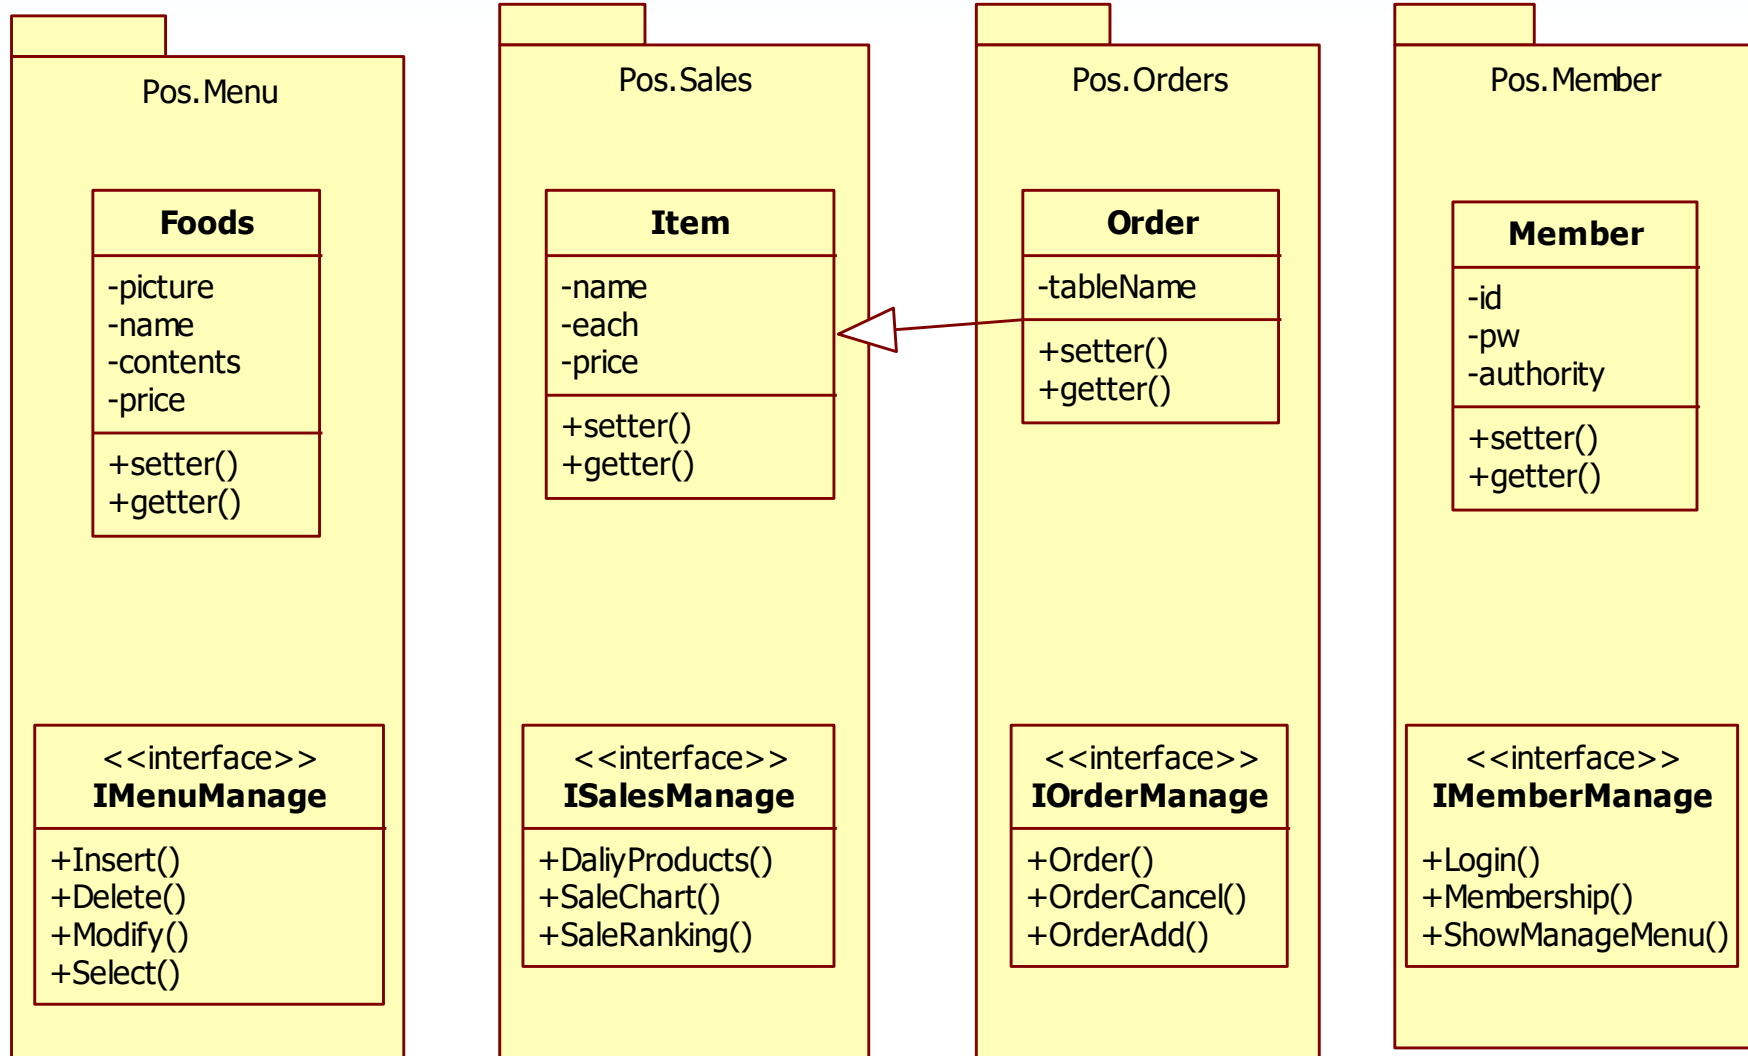 Pos.Menu
Foods
-picture
-name
-contents
-price
+setter()
+getter()
<<interface>>
IMenuManage
+Insert()
+Delete()
+Modify()
+Select()
Pos.Sales
Item
-name
-each
-price
+setter()
+getter()
<<interface>>
ISalesManage
+DaliyProducts()
+SaleChart()
+SaleRanking()
Pos.Orders
Order
-tableName
+setter()
+getter()
<<interface>>
IOrderManage
+Order()
+OrderCancel()
+OrderAdd()
Pos.Member
Member
-id
-pw
-authority
+setter()
+getter()
<<interface>>
IMemberManage
+Login()
+Membership()
+ShowManageMenu()